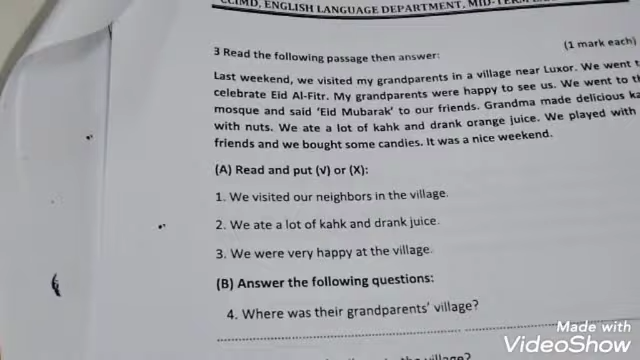 ENGLISH LANGUAGE DEPARTMENT,
(1 mark each)
3 Read the following passage then answer:
Last weekend, we visited my grandparents in a village near Luxor. We went
celebrate Eid Al-Fitr. My grandparents were happy to see us. We went to
mosque and said 'Eid Mubarak' to our friends. Grandma made delicious
with nuts. We ate a lot of kahk and drank orange juice. We played with
friends and we bought some candies. It was a nice weekend.
(A) Read and put (√) or (X):
1. We visited our neighbors in the village.
2. We ate a lot of kahk and drank juice.
3. We were very happy at the village.
(B) Answer the following questions:
4. Where was their grandparents' village?
Made with
VideoShow